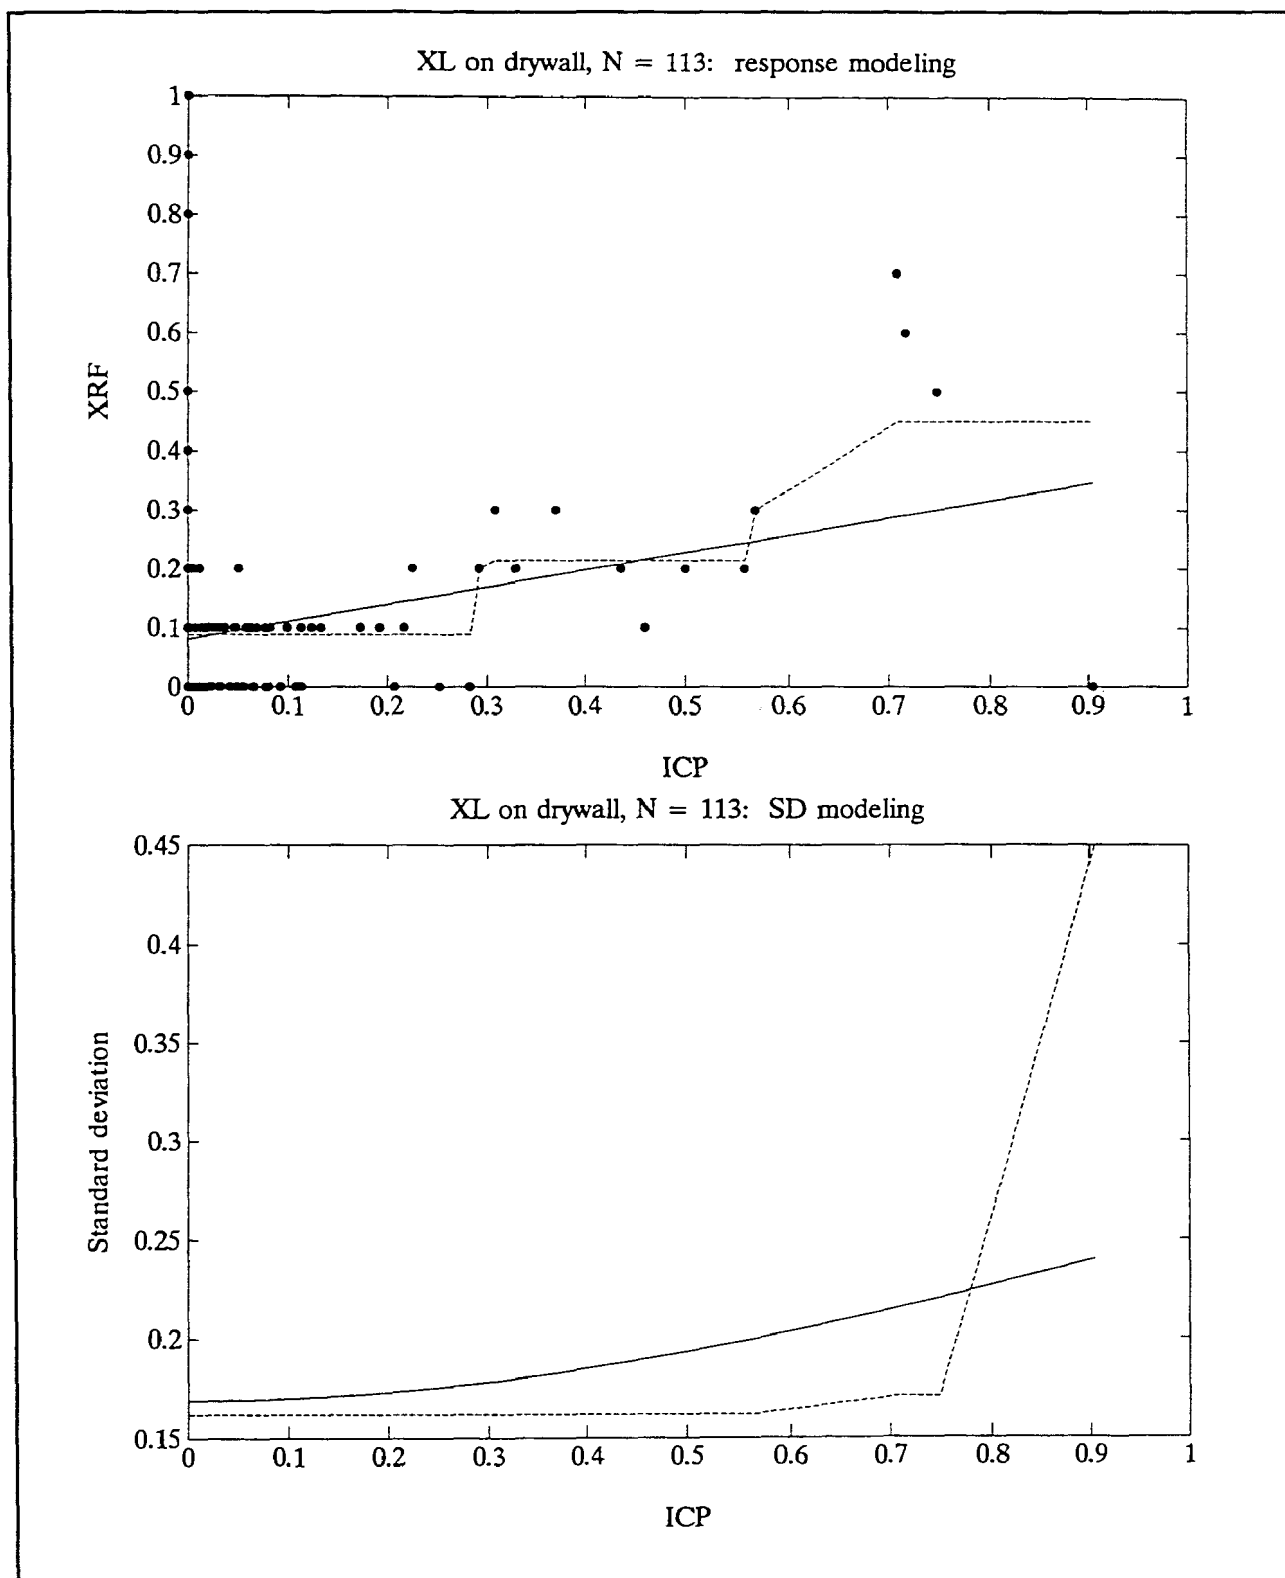 XL on drywall, N = 113: response modeling
1
0.9
0.8
0.7
0.6
0.5
0.4
0.3
0.2
0.1
0
XRF
0 0.1 0.2 0.3 0.4 0.5 0.6 0.7 0.8 0.9 1
ICP
XL on drywall, N = 113: SD modeling
0.45
0.4
0.35
0.3
0.25
0.2
0.15
Standard deviation
0 0.1 0.2 0.3 0.4 0.5 0.6 0.7 0.8 0.9 1
ICP